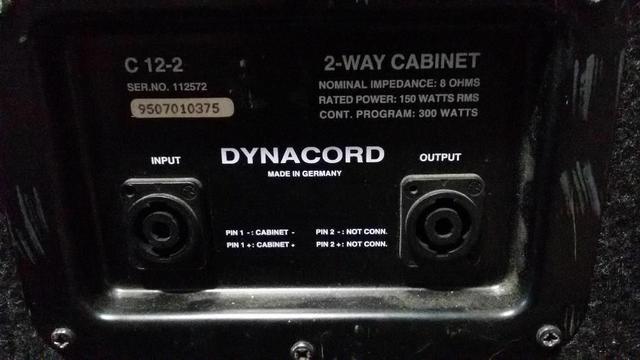 C 12-2
SER.NO. 112572
9507010375
2-WAY CABINET
NOMINAL IMPEDANCE: 8 OHMS
RATED POWER: 150 WATTS RMS
CONT. PROGRAM: 300 WATTS
INPUT
DYNACORD
MADE IN GERMANY
OUTPUT
PIN 1 -: CABINET - PIN 2 -: NOT CONN.
PIN 1 +: CABINET + PIN 2 +: NOT CONN.